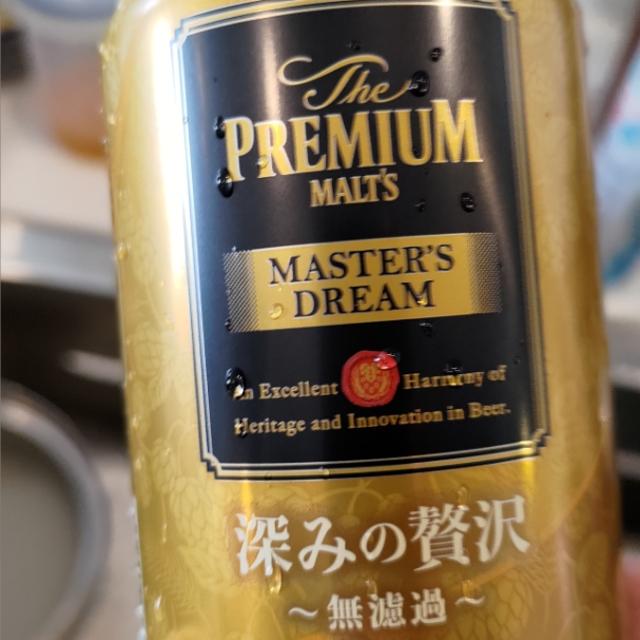 The
PREMIUM
MALT'S
MASTER'S
DREAM
An Excellent Harmony of
Heritage and Innovation in Beer.
深みの贅沢
～無濾過～